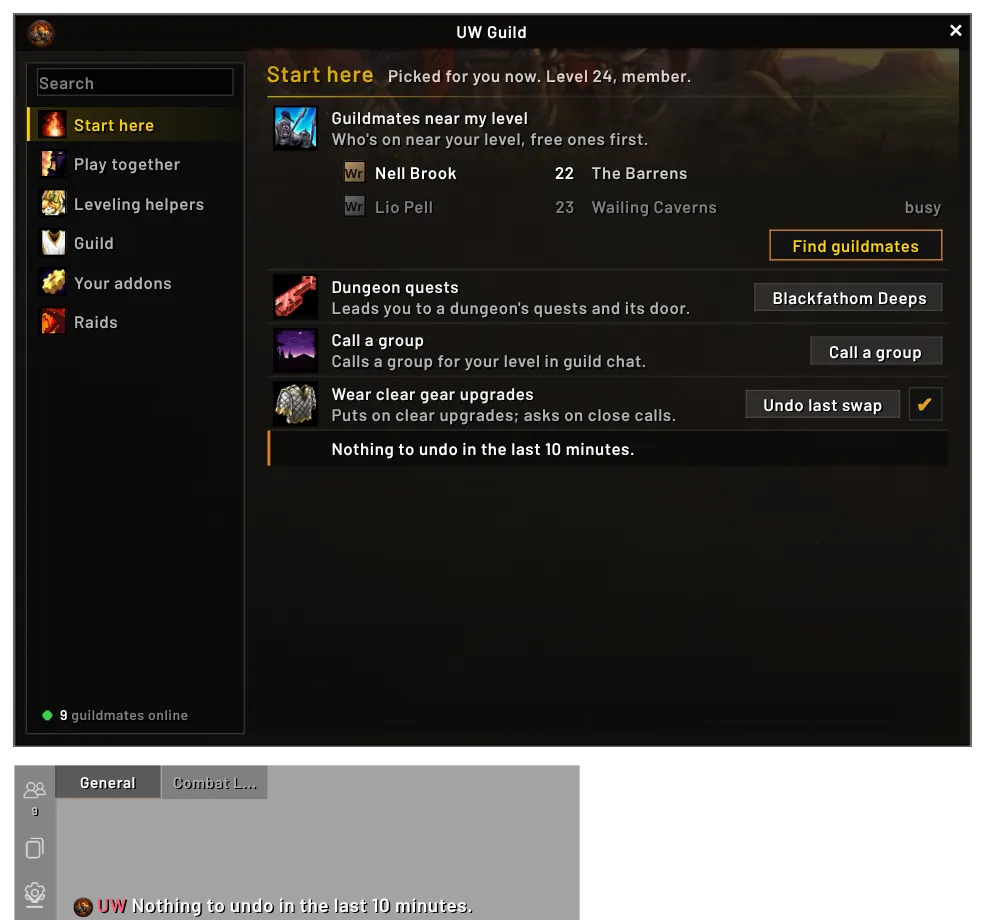 UW Guild
Search
Start here
Play together
Leveling helpers
Guild
Your addons
Raids
9 guildmates online
Start here Picked for you now. Level 24, member.
Guildmates near my level
Who's on near your level, free ones first.
Wr Nell Brook 22 The Barrens
Wr Lio Pell 23 Wailing Caverns busy
Find guildmates
Dungeon quests
Leads you to a dungeon's quests and its door.
Blackfathom Deeps
Call a group
Calls a group for your level in guild chat.
Call a group
Wear clear gear upgrades
Puts on clear upgrades; asks on close calls.
Undo last swap
Nothing to undo in the last 10 minutes.
General Combat L...
9
UW Nothing to undo in the last 10 minutes.